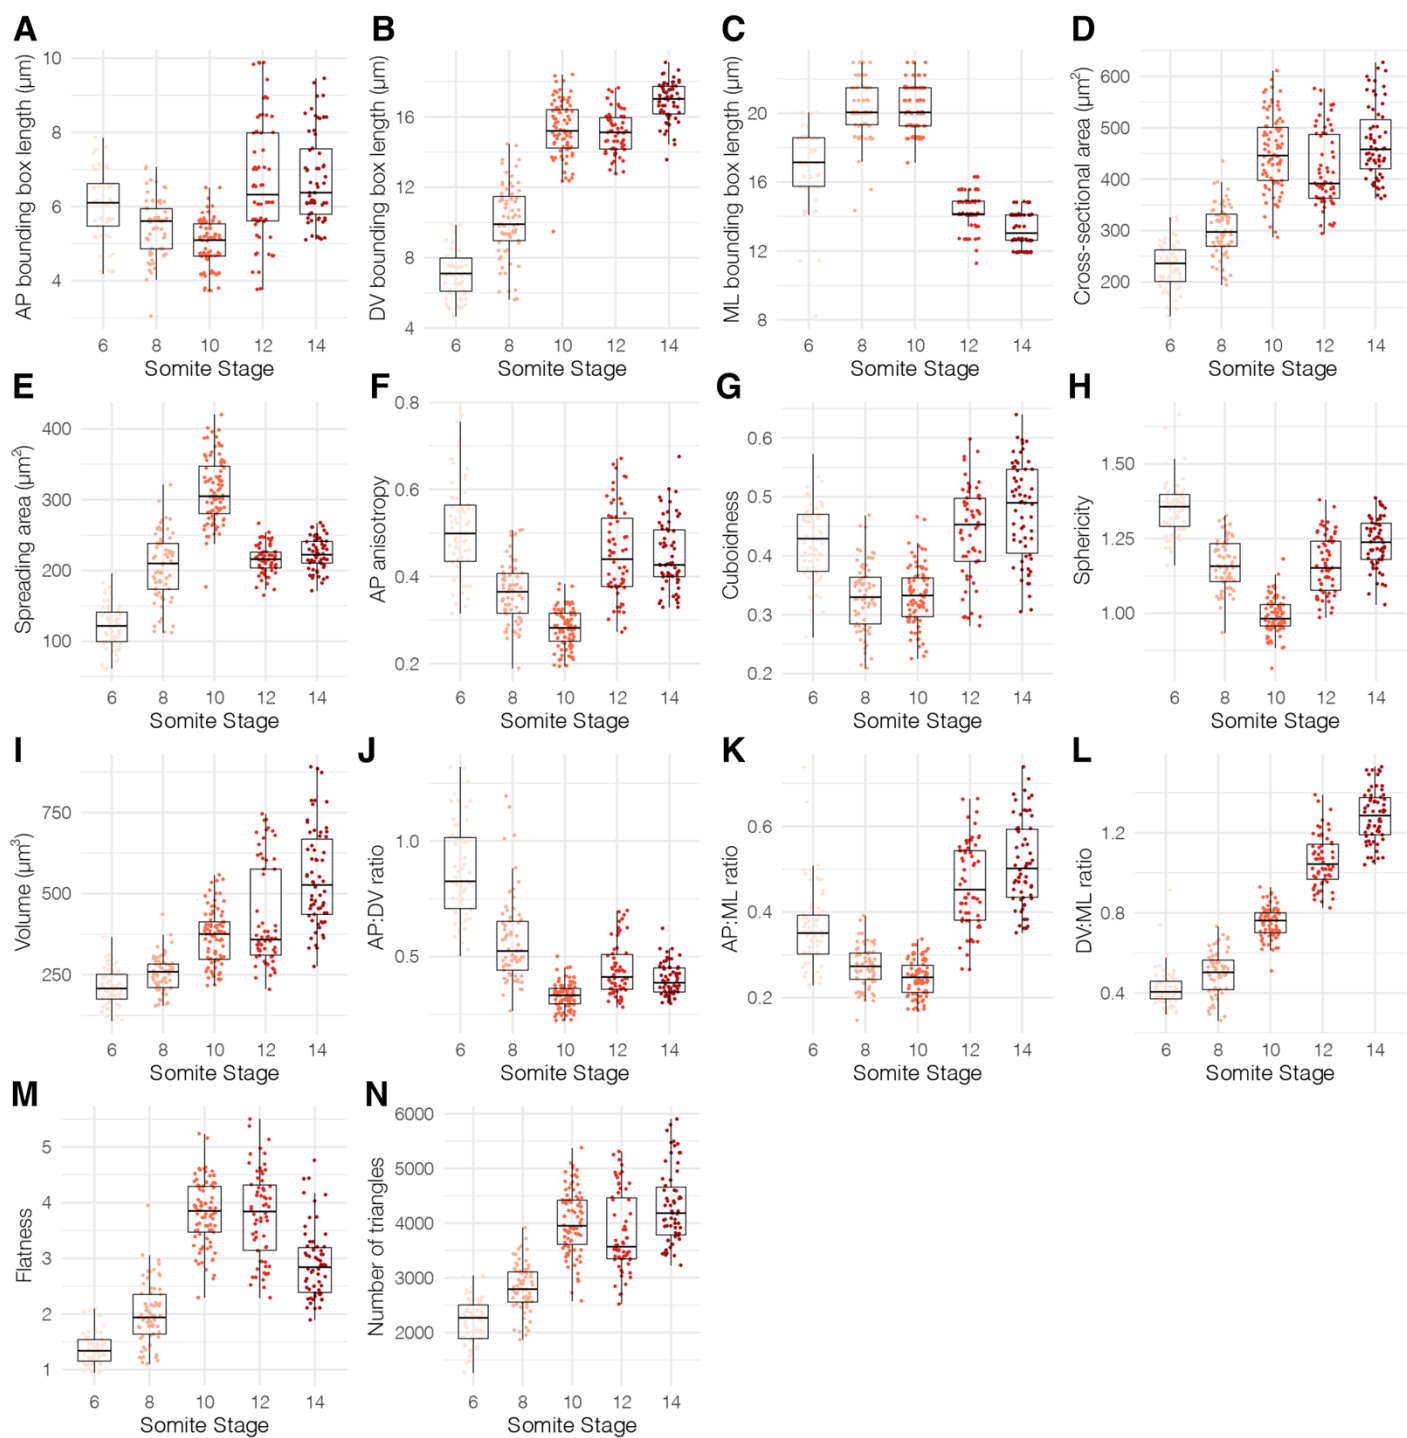 A
AP bounding box length (µm)
10
8
6
4
6 8 10 12 14
Somite Stage
B
DV bounding box length (µm)
16
12
8
4
6 8 10 12 14
Somite Stage
C
ML bounding box length (µm)
20
16
12
8
6 8 10 12 14
Somite Stage
D
Cross-sectional area (µm²)
600
500
400
300
200
6 8 10 12 14
Somite Stage
E
Spreading area (µm²)
400
300
200
100
6 8 10 12 14
Somite Stage
F
AP anisotropy
0.8
0.6
0.4
0.2
6 8 10 12 14
Somite Stage
G
Cuboidness
0.6
0.5
0.4
0.3
0.2
6 8 10 12 14
Somite Stage
H
Sphericity
1.50
1.25
1.00
6 8 10 12 14
Somite Stage
I
Volume (µm³)
750
500
250
6 8 10 12 14
Somite Stage
J
AP:DV ratio
1.0
0.5
6 8 10 12 14
Somite Stage
K
AP:ML ratio
0.6
0.4
0.2
6 8 10 12 14
Somite Stage
L
DV:ML ratio
1.2
0.8
0.4
6 8 10 12 14
Somite Stage
M
Flatness
5
4
3
2
1
6 8 10 12 14
Somite Stage
N
Number of triangles
6000
5000
4000
3000
2000
6 8 10 12 14
Somite Stage